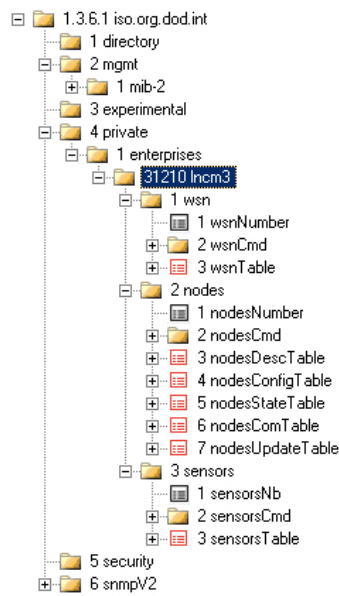 1.3.6.1 iso.org.dod.int
1 directory
2 mgmt
1 mib-2
3 experimental
4 private
1 enterprises
31210 lncm3
1 wsn
1 wsnNumber
2 wsnCmd
3 wsnTable
2 nodes
1 nodesNumber
2 nodesCmd
3 nodesDescTable
4 nodesConfigTable
5 nodesStateTable
6 nodesComTable
7 nodesUpdateTable
3 sensors
1 sensorsNb
2 sensorsCmd
3 sensorsTable
5 security
6 snmpV2